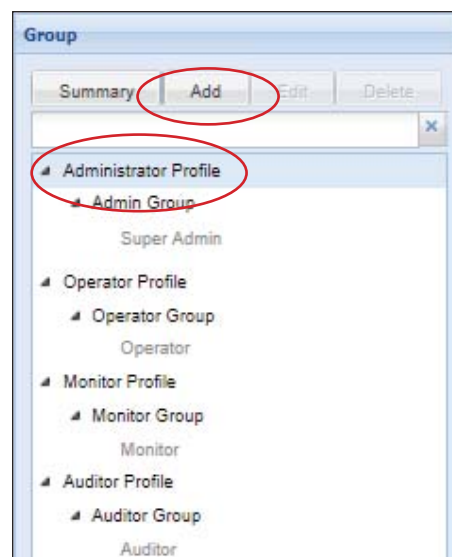 Group
Summary Add Edit Delete
Administrator Profile
Admin Group
Super Admin
Operator Profile
Operator Group
Operator
Monitor Profile
Monitor Group
Monitor
Auditor Profile
Auditor Group
Auditor